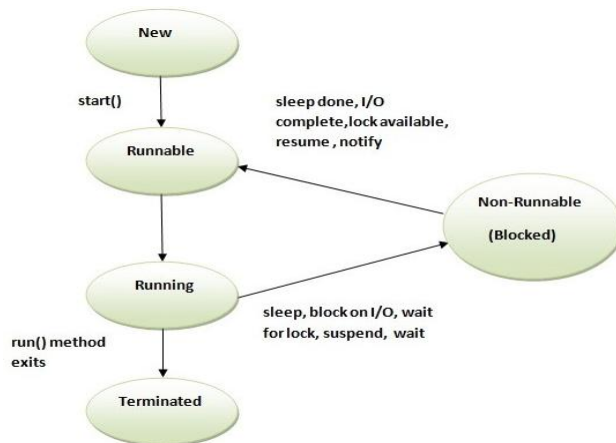 New
start()
sleep done, I/O
complete,lock available,
resume , notify
Runnable
Non-Runnable
(Blocked)
Running
sleep, block on I/O, wait
for lock, suspend, wait
run() method
exits
Terminated